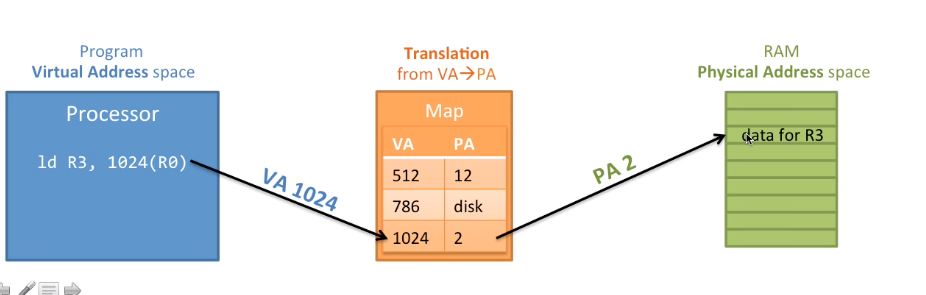 Program
Virtual Address space
Processor
ld R3, 1024(R0)
VA 1024
Translation
from VA→PA
Map
VA PA
512 12
786 disk
1024 2
PA 2
RAM
Physical Address space
data for R3